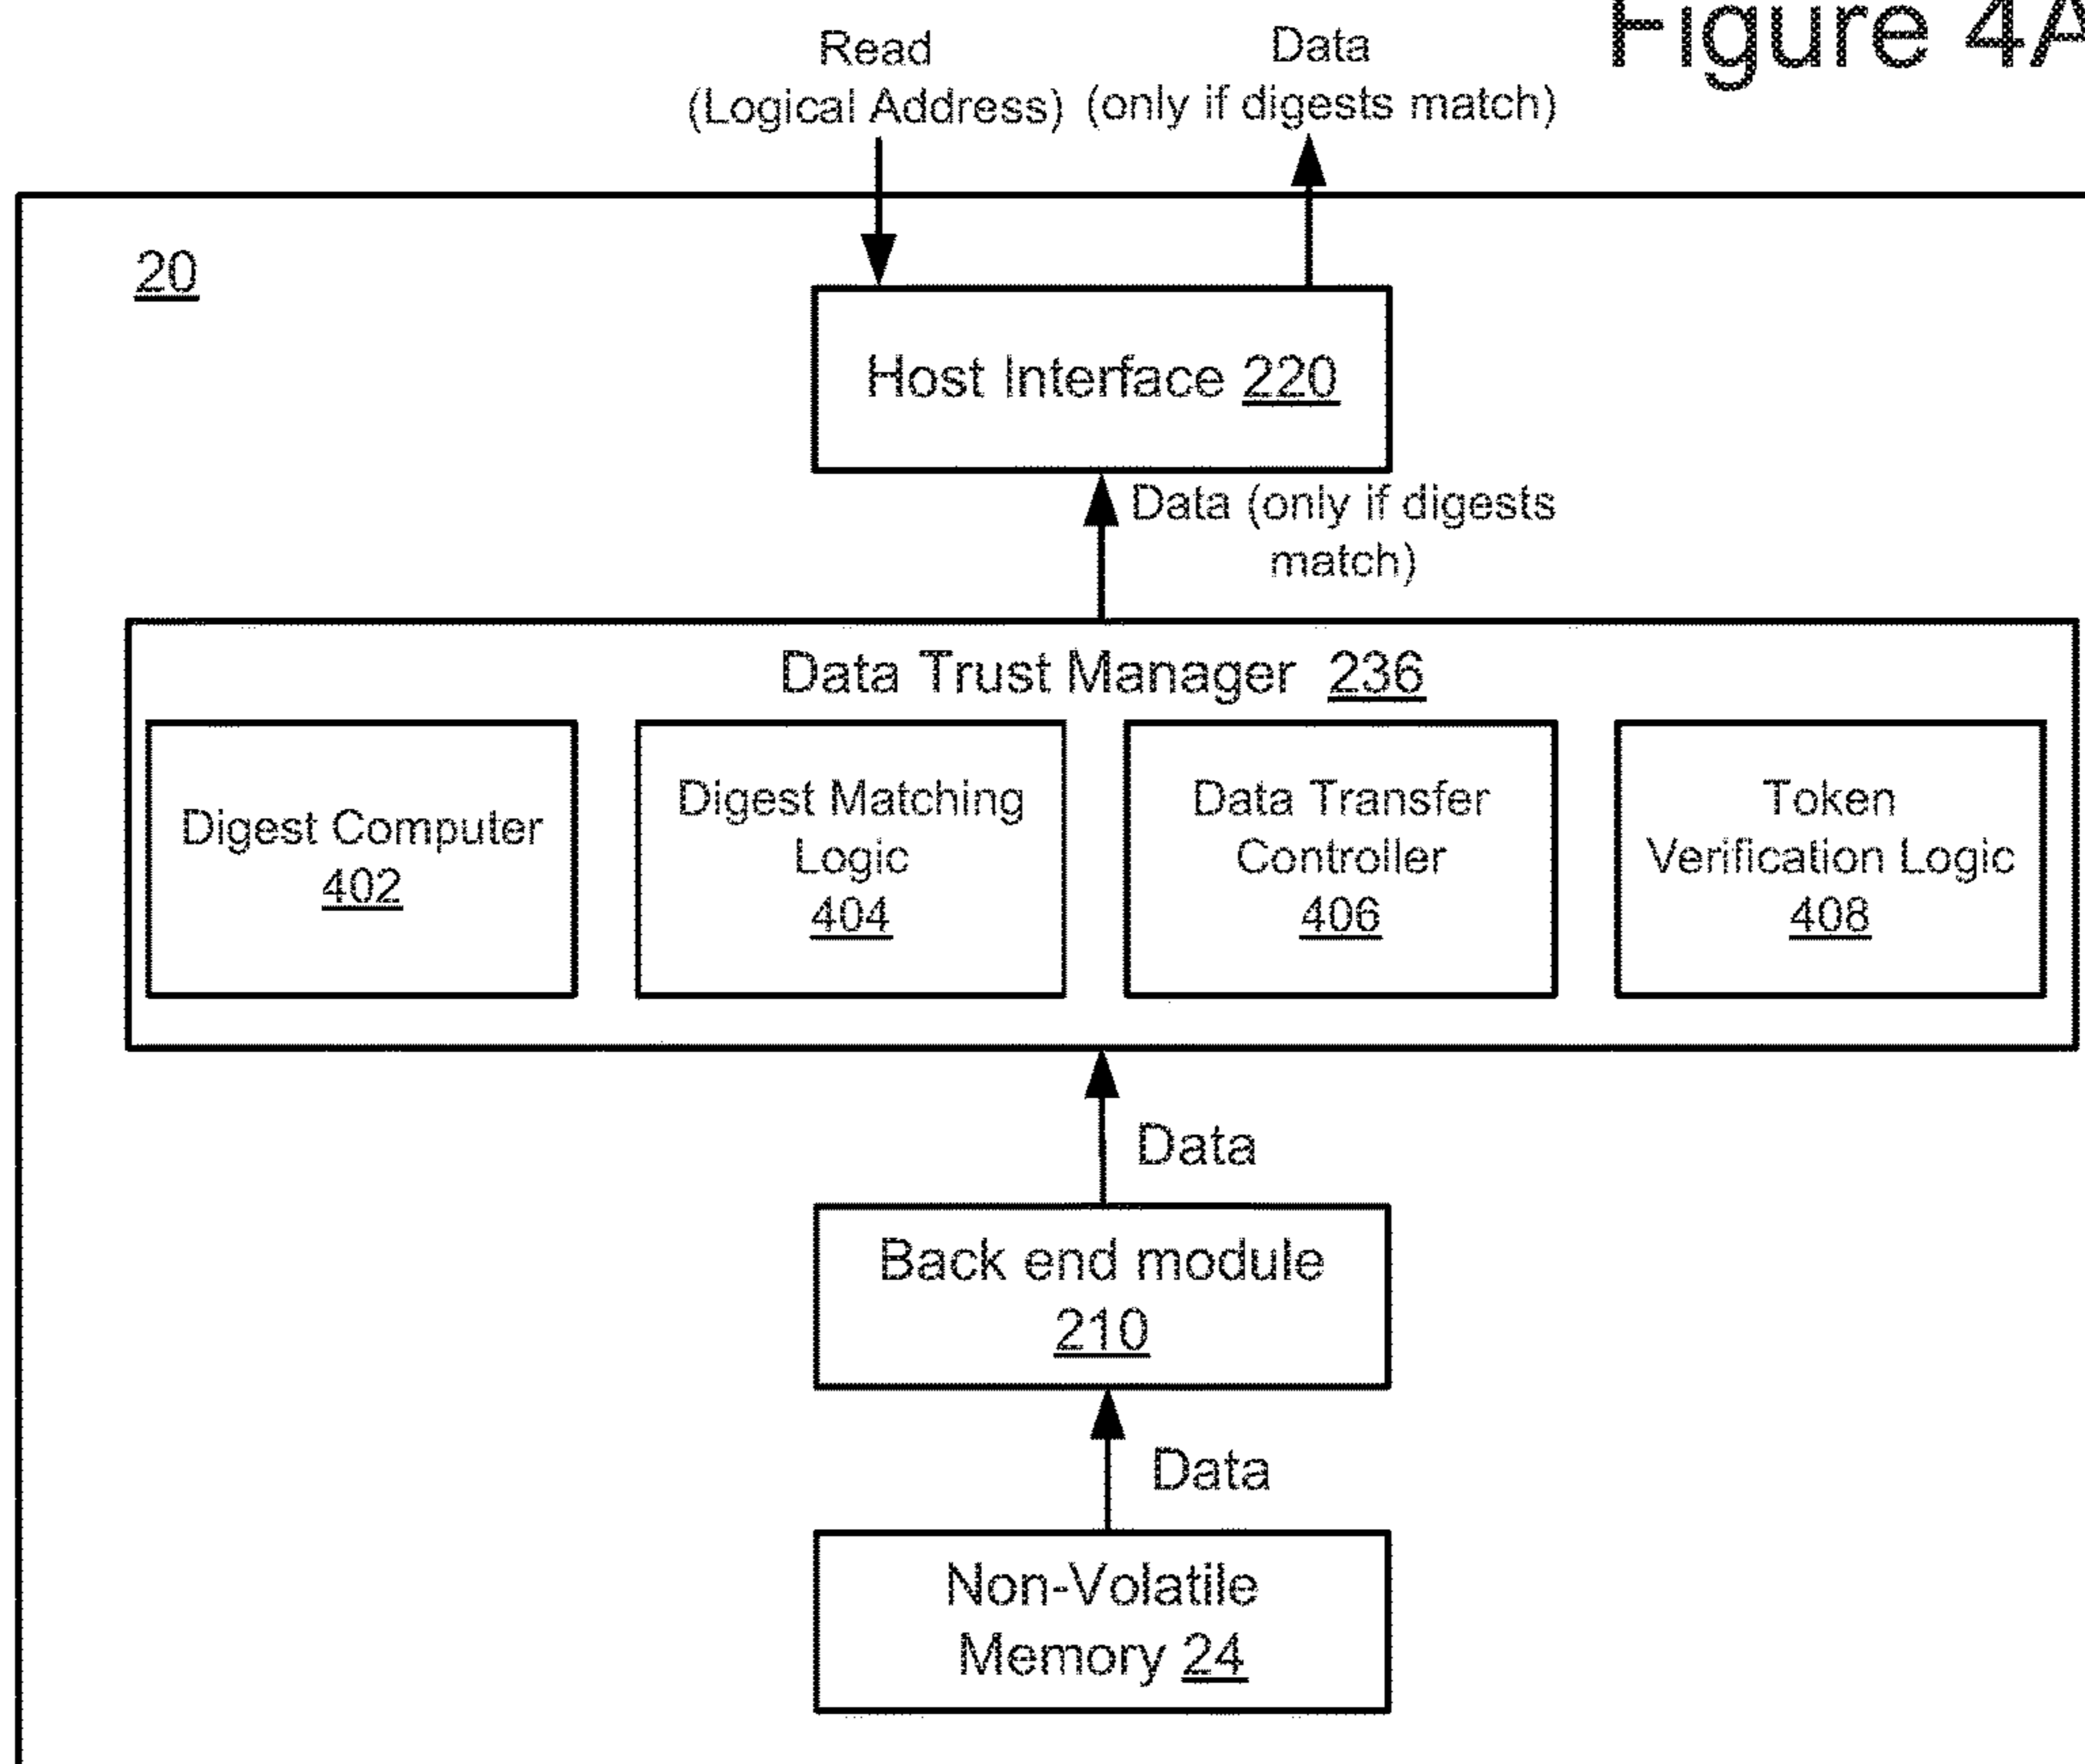 Figure 4A
Read
(Logical Address)
Data
(only if digests match)
20
Host Interface 220
Data (only if digests
match)
Data Trust Manager 236
Digest Computer
402
Digest Matching
Logic
404
Data Transfer
Controller
406
Token
Verification Logic
408
Data
Back end module
210
Data
Non-Volatile
Memory 24